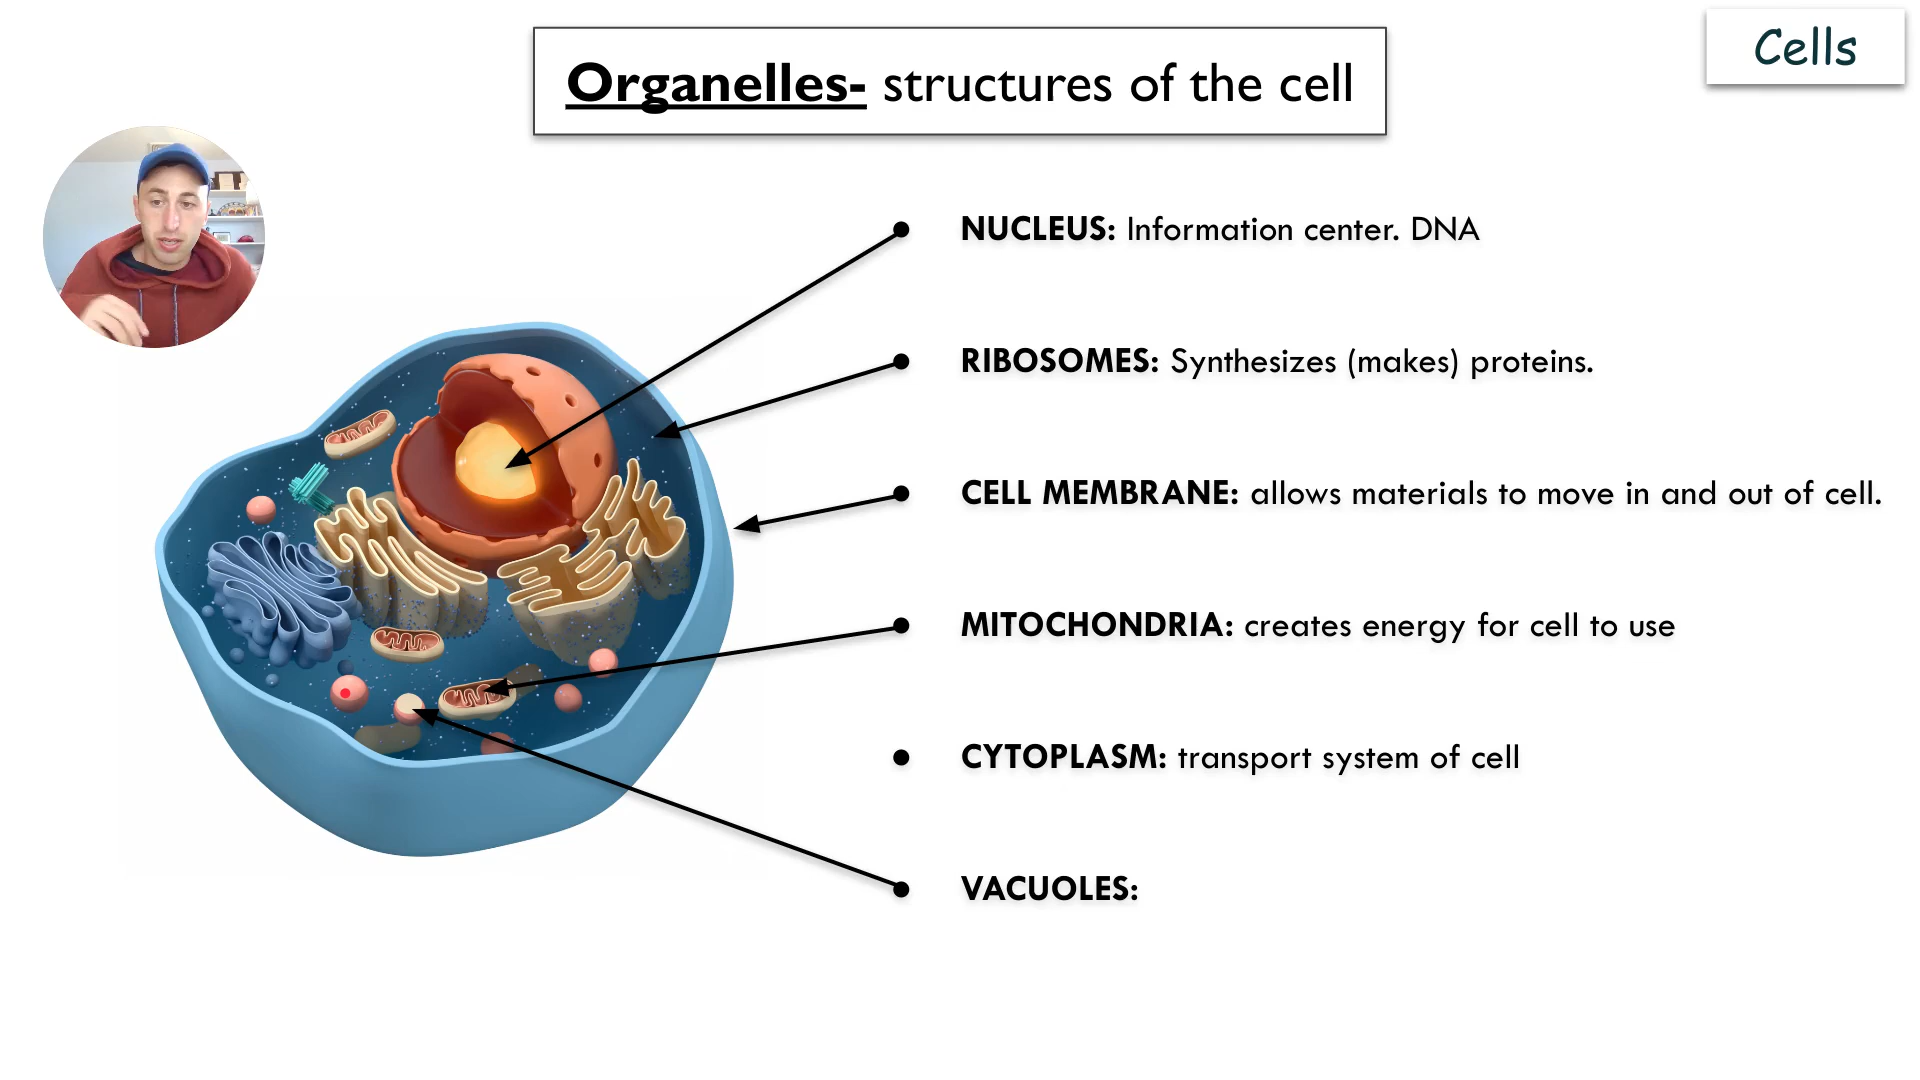 Organelles- structures of the cell
Cells
NUCLEUS: Information center. DNA
RIBOSOMES: Synthesizes (makes) proteins.
CELL MEMBRANE: allows materials to move in and out of cell.
MITOCHONDRIA: creates energy for cell to use
CYTOPLASM: transport system of cell
VACUOLES: